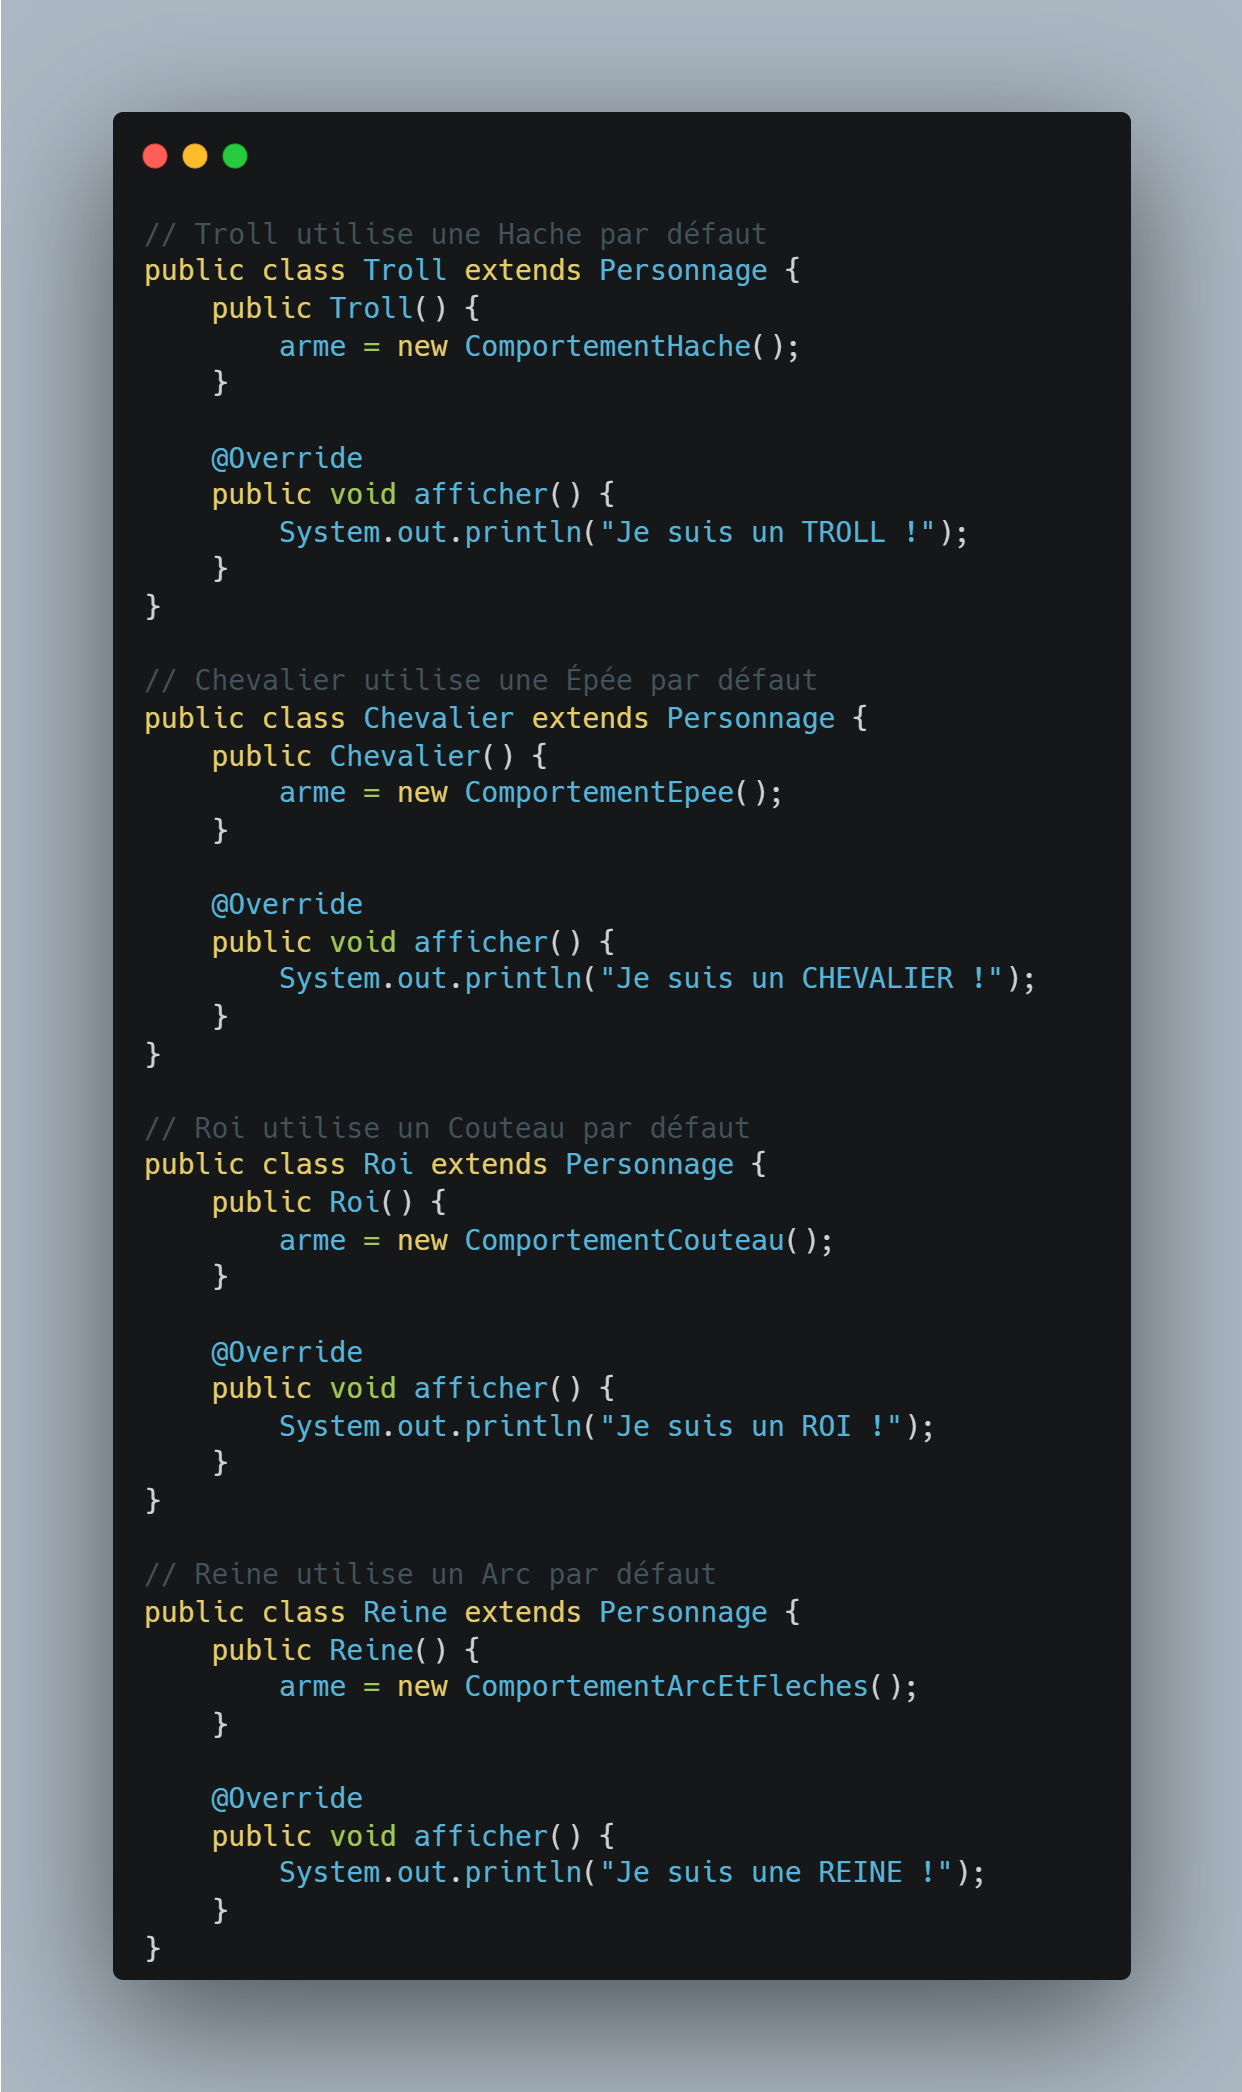 // Troll utilise une Hache par défaut
public class Troll extends Personnage {
    public Troll() {
        arme = new ComportementHache();
    }

    @Override
    public void afficher() {
        System.out.println("Je suis un TROLL !");
    }
}

// Chevalier utilise une Épée par défaut
public class Chevalier extends Personnage {
    public Chevalier() {
        arme = new ComportementEpee();
    }

    @Override
    public void afficher() {
        System.out.println("Je suis un CHEVALIER !");
    }
}

// Roi utilise un Couteau par défaut
public class Roi extends Personnage {
    public Roi() {
        arme = new ComportementCouteau();
    }

    @Override
    public void afficher() {
        System.out.println("Je suis un ROI !");
    }
}

// Reine utilise un Arc par défaut
public class Reine extends Personnage {
    public Reine() {
        arme = new ComportementArcEtFleches();
    }

    @Override
    public void afficher() {
        System.out.println("Je suis une REINE !");
    }
}